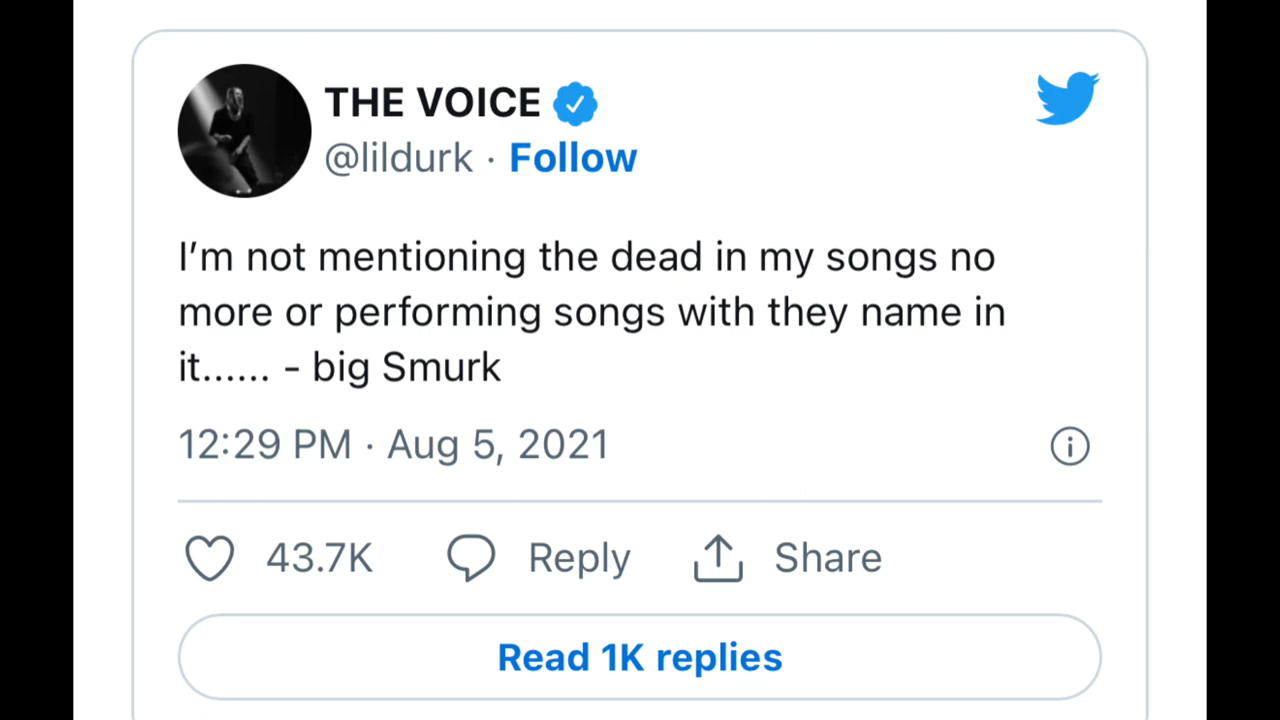 THE VOICE
@lildurk · Follow
I’m not mentioning the dead in my songs no
more or performing songs with they name in
it...... - big Smurk
12:29 PM · Aug 5, 2021
43.7K Reply Share
Read 1K replies